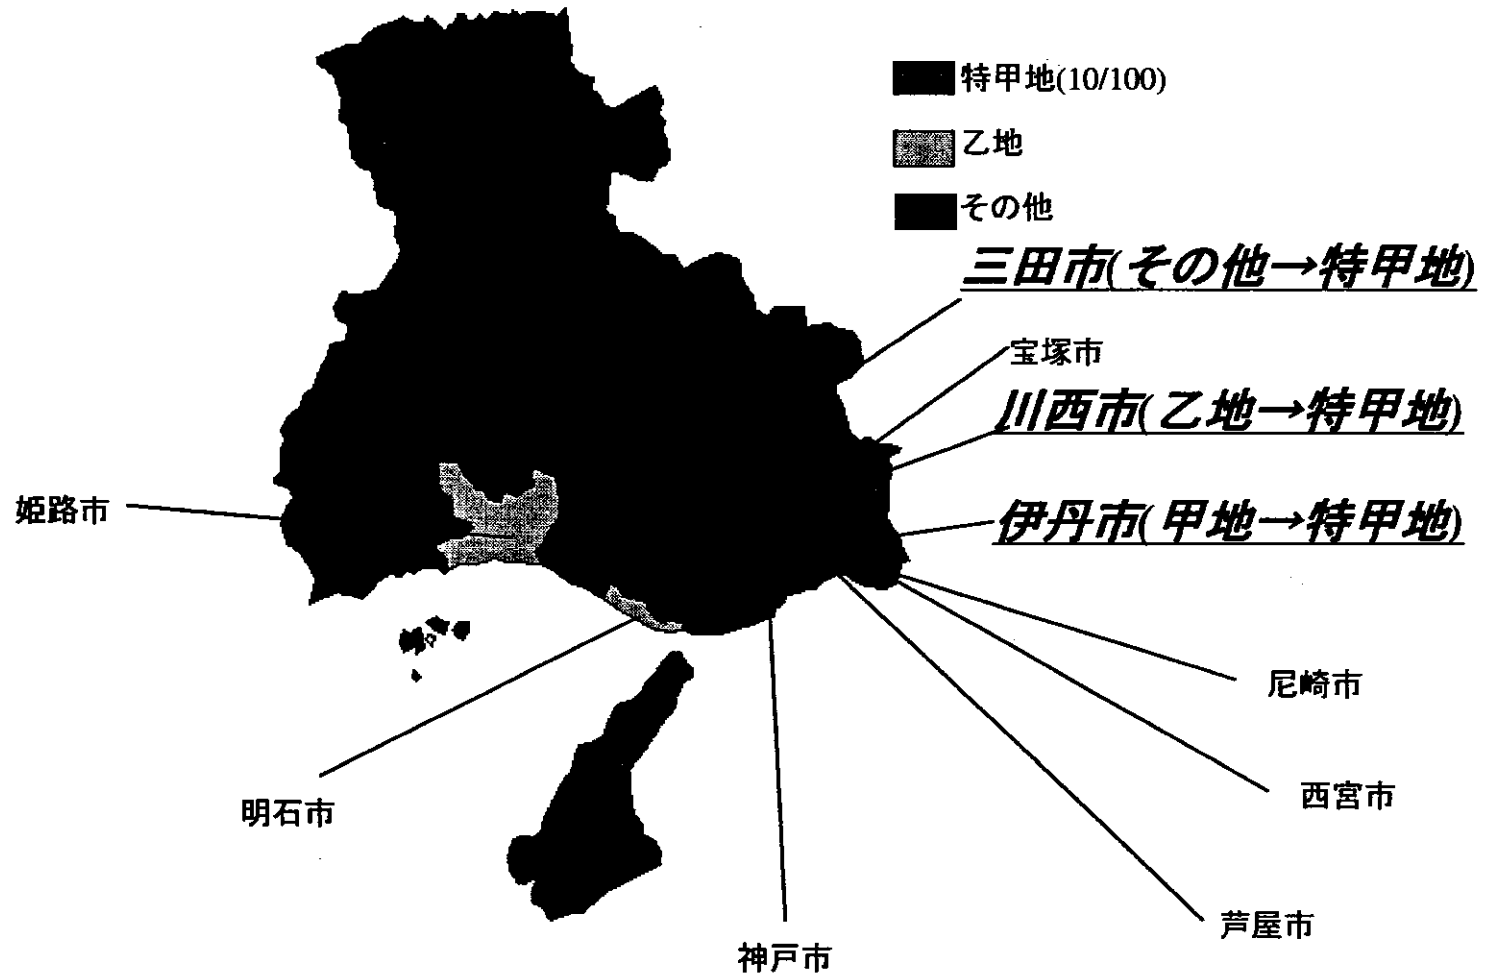 特甲地(10/100)
乙地
その他
三田市(その他→特甲地)
宝塚市
川西市(乙地→特甲地)
伊丹市(甲地→特甲地)
姫路市
尼崎市
西宮市
明石市
芦屋市
神戸市